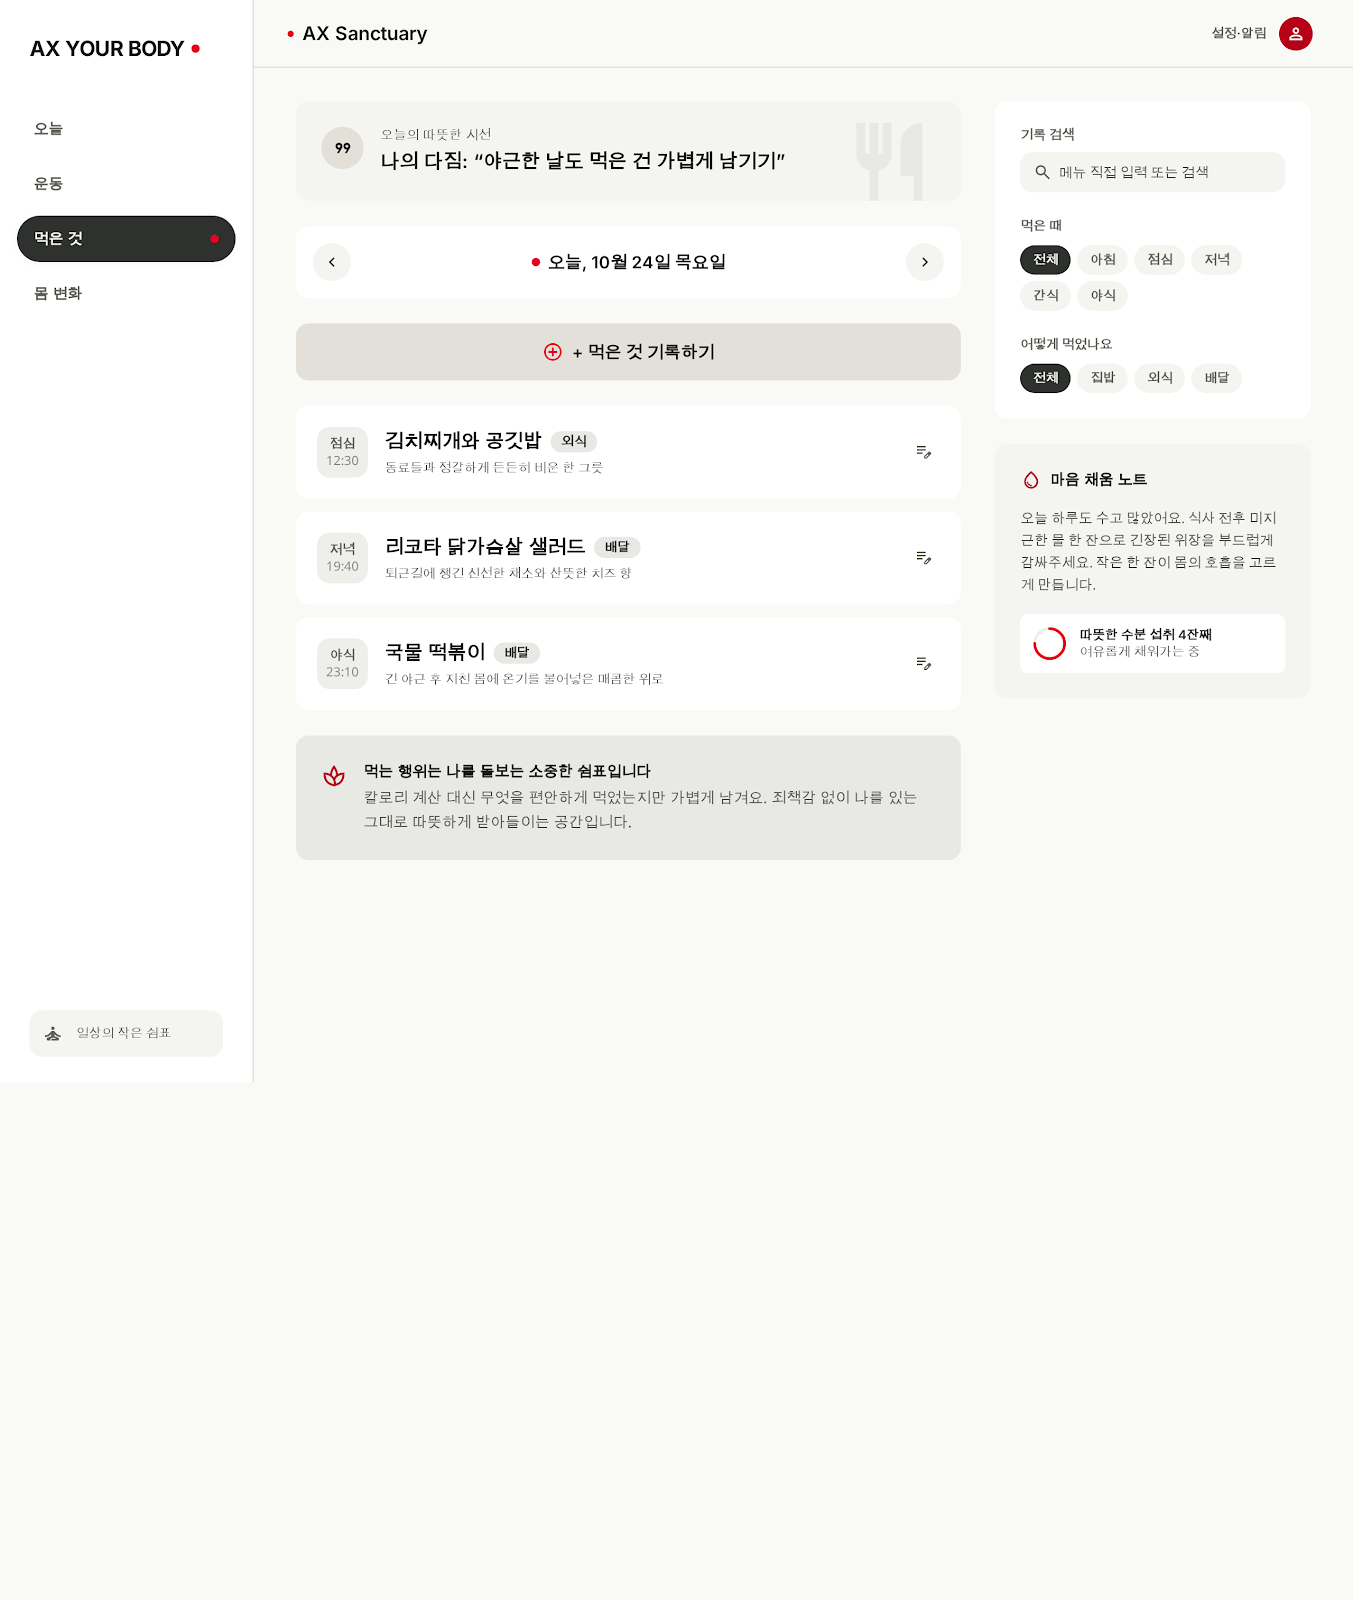 AX YOUR BODY
오늘
운동
먹은 것
몸 변화
일상의 작은 쉼표
AX Sanctuary
설정·알림
99
오늘의 따뜻한 시선
나의 다짐: “야근한 날도 먹은 건 가볍게 남기기”
오늘, 10월 24일 목요일
+ 먹은 것 기록하기
점심
12:30
김치찌개와 공깃밥
외식
동료들과 정갈하게 든든히 비운 한 그릇
저녁
19:40
리코타 닭가슴살 샐러드
배달
퇴근길에 챙긴 신선한 채소와 산뜻한 치즈 향
야식
23:10
국물 떡볶이
배달
긴 야근 후 지친 몸에 온기를 불어넣은 매콤한 위로
먹는 행위는 나를 돌보는 소중한 쉼표입니다
칼로리 계산 대신 무엇을 편안하게 먹었는지만 가볍게 남겨요. 죄책감 없이 나를 있는
그대로 따뜻하게 받아들이는 공간입니다.
기록 검색
메뉴 직접 입력 또는 검색
먹은 때
전체 아침 점심 저녁
간식 야식
어떻게 먹었나요
전체 집밥 외식 배달
마음 채움 노트
오늘 하루도 수고 많았어요. 식사 전후 미지
근한 물 한 잔으로 긴장된 위장을 부드럽게
감싸주세요. 작은 한 잔이 몸의 호흡을 고르
게 만듭니다.
따뜻한 수분 섭취 4잔째
여유롭게 채워가는 중